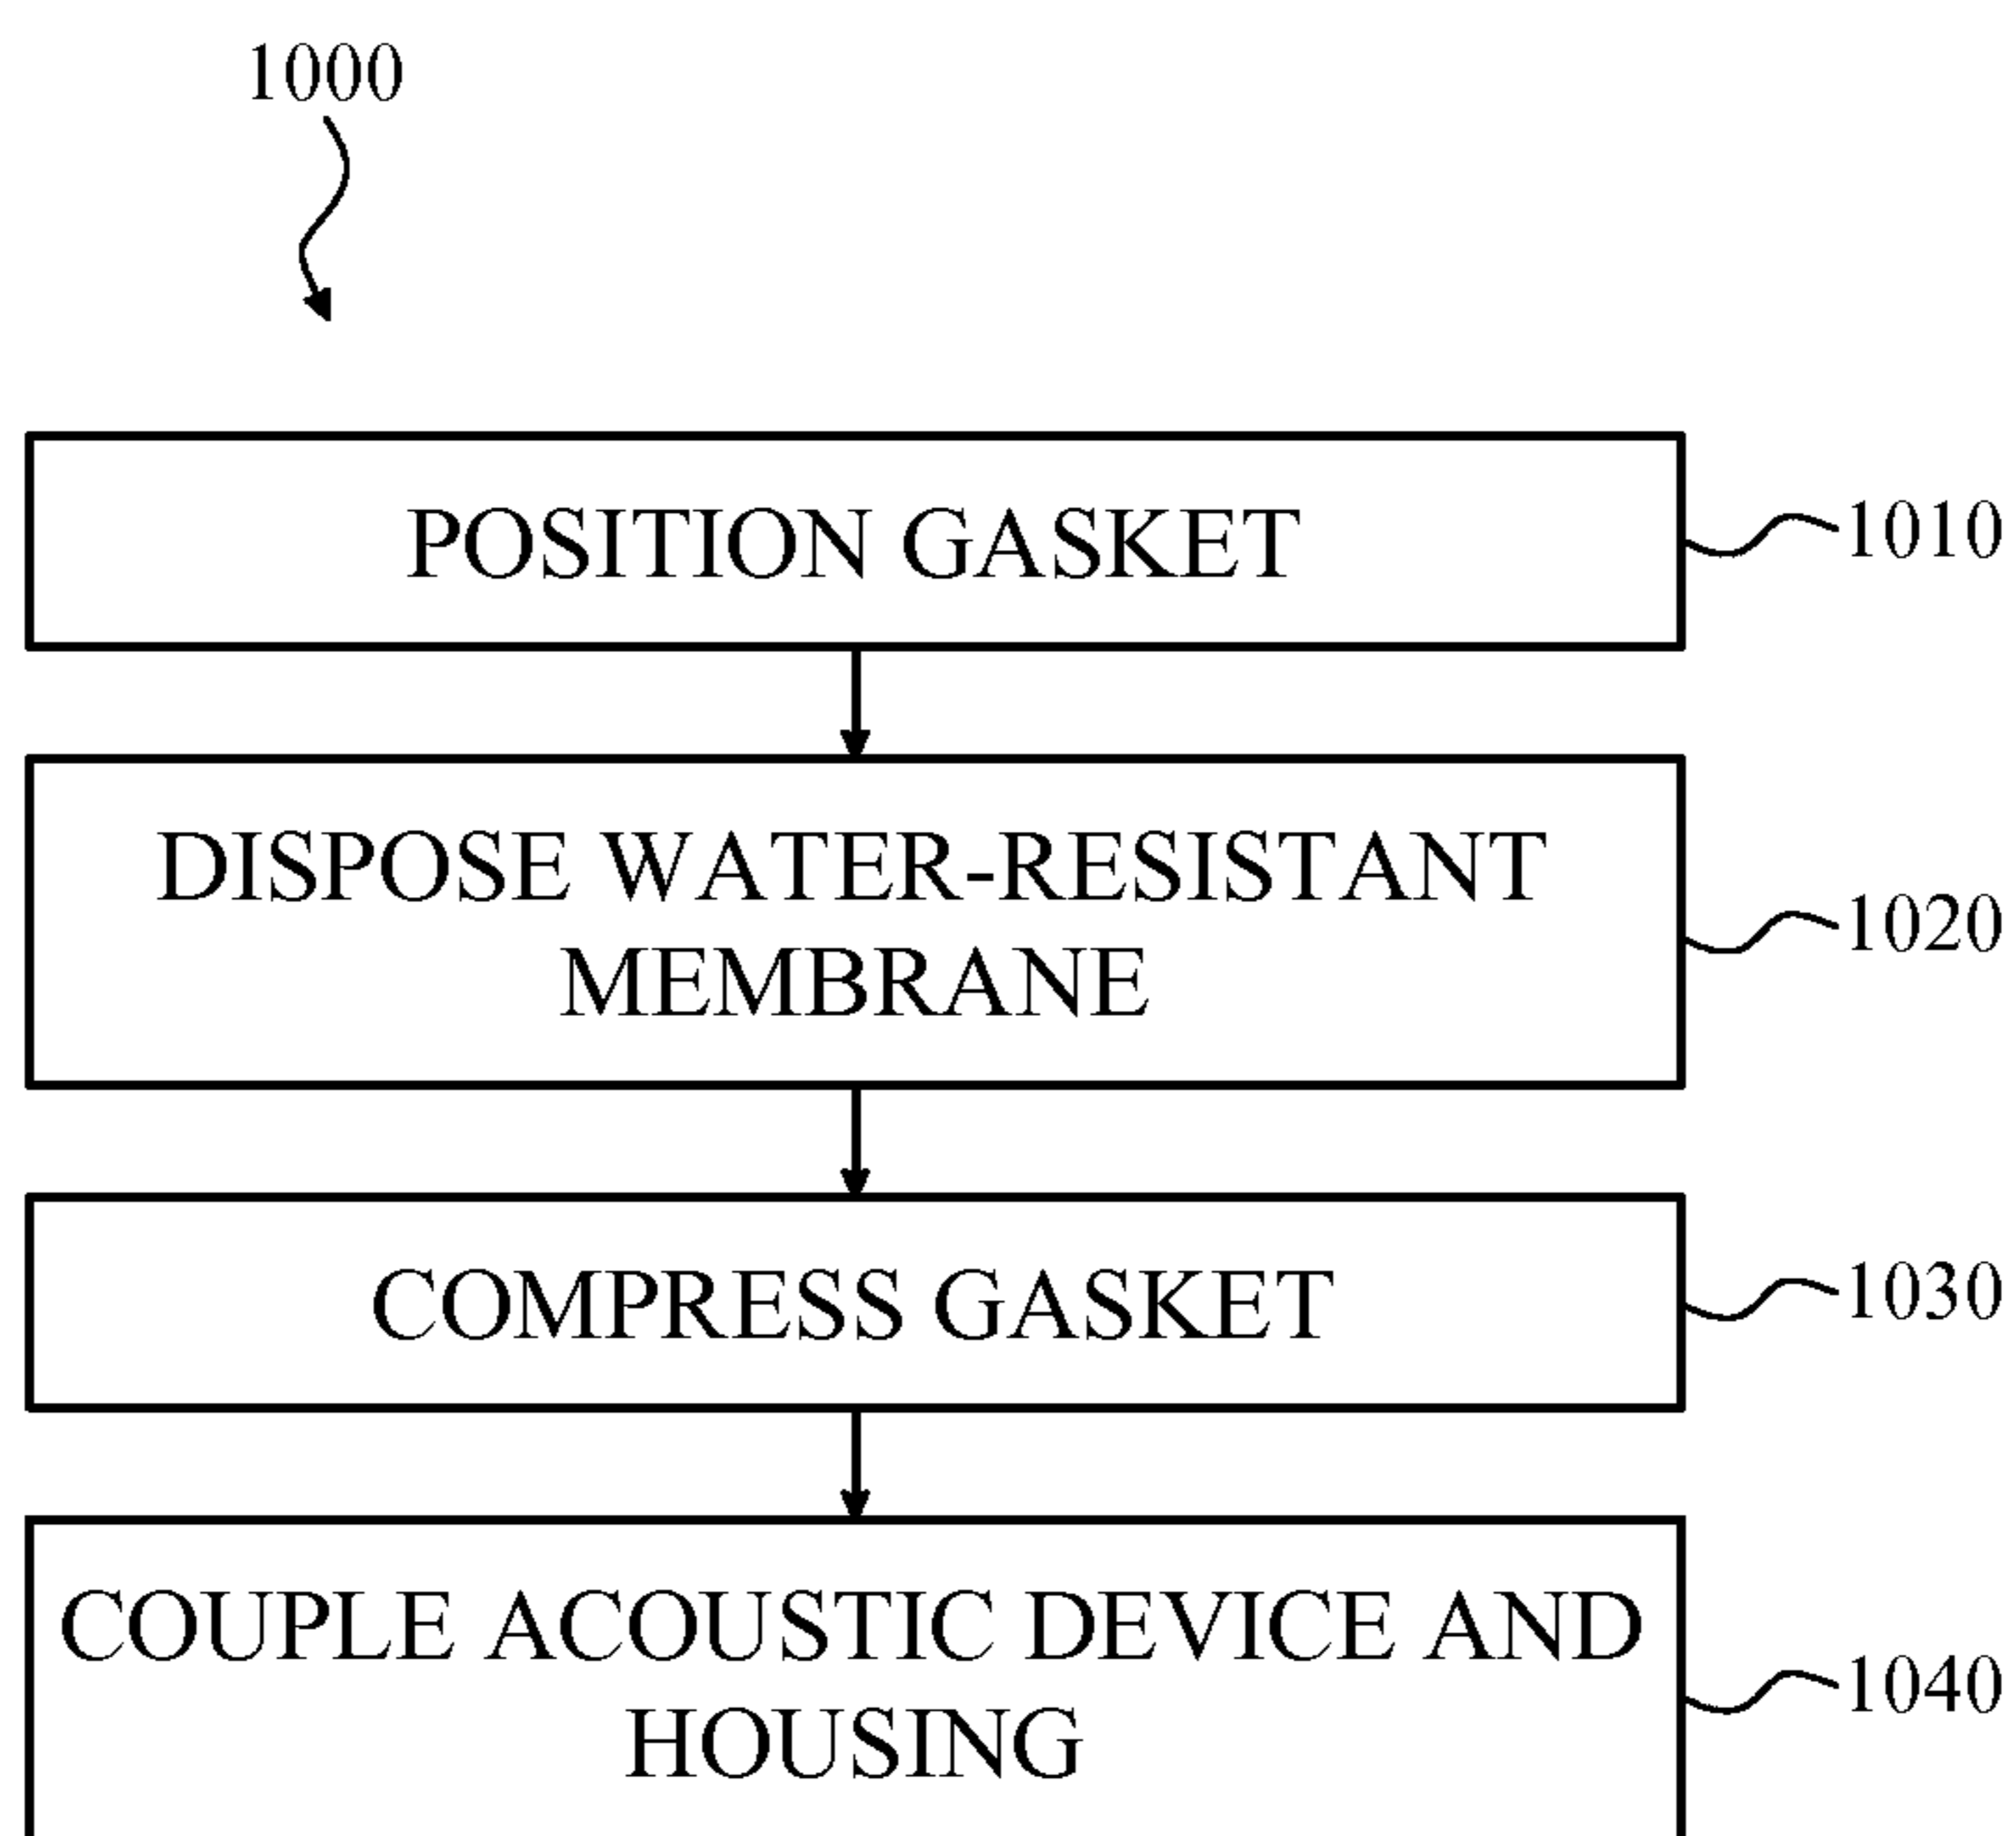 1000
POSITION GASKET
1010
DISPOSE WATER-RESISTANT
MEMBRANE
1020
COMPRESS GASKET
1030
COUPLE ACOUSTIC DEVICE AND
HOUSING
1040